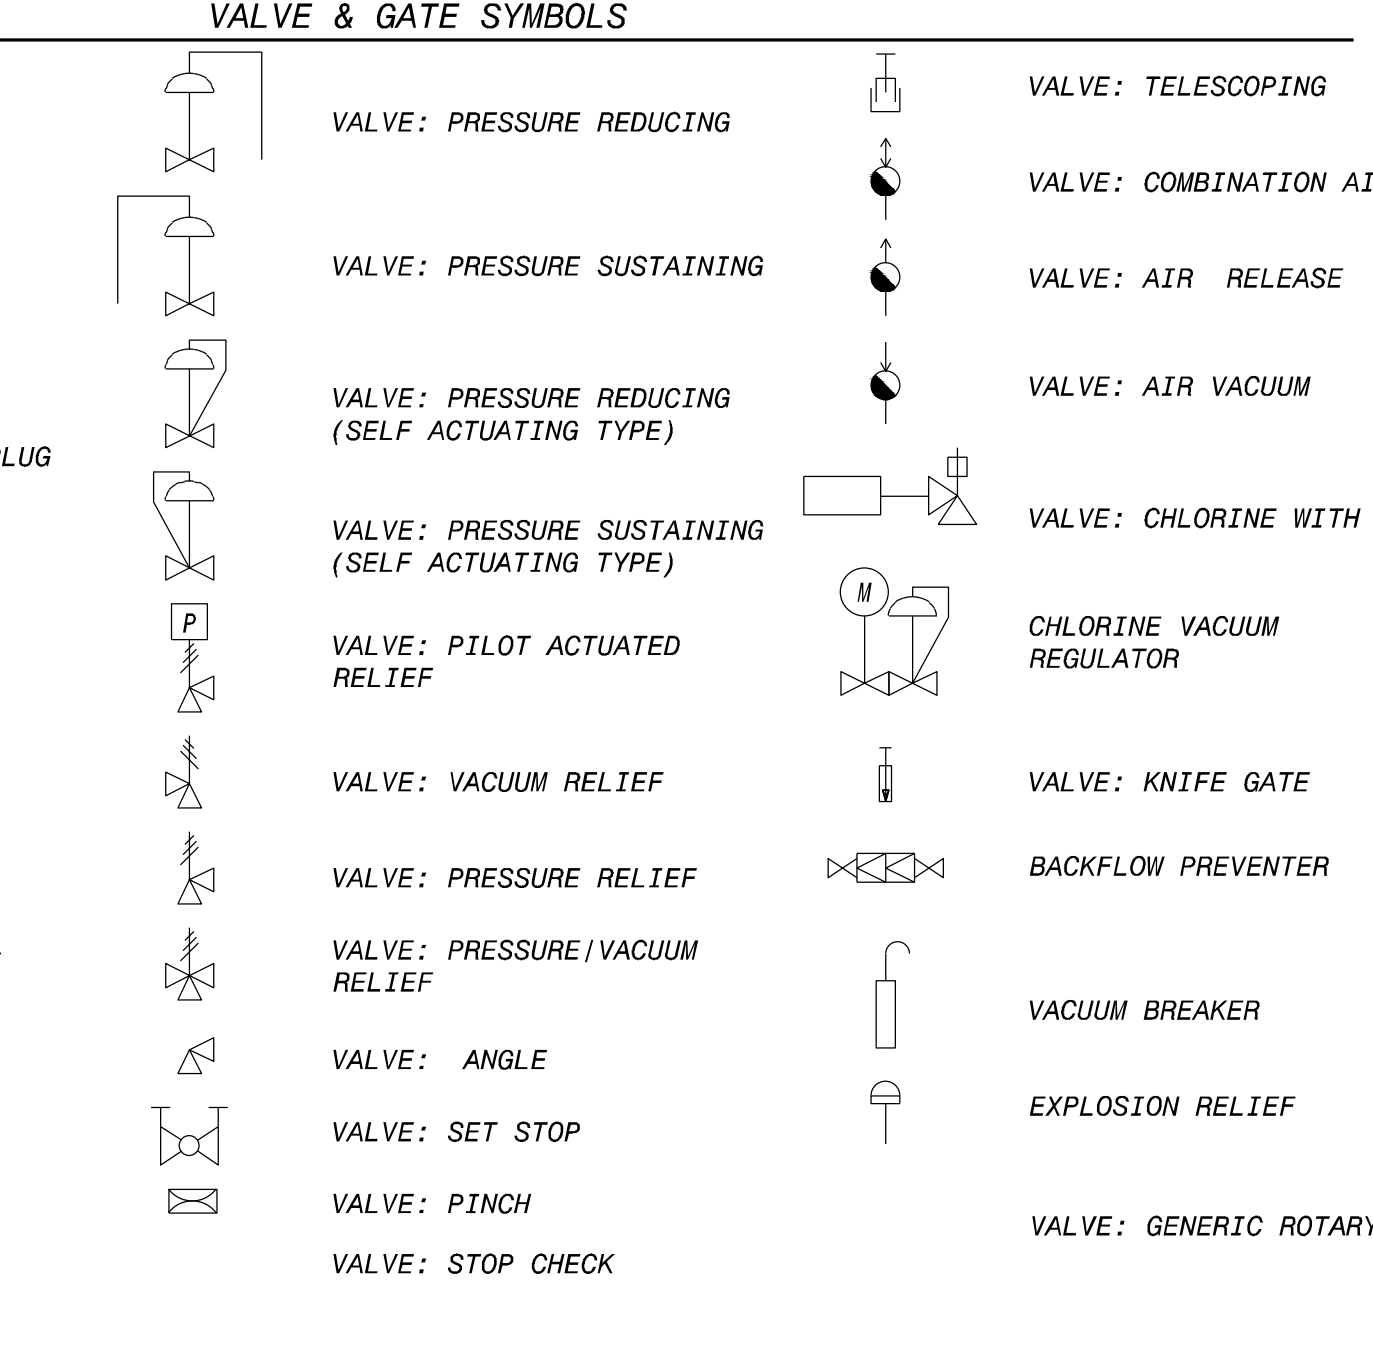 VALVE & GATE SYMBOLS
LUG
VALVE: PRESSURE REDUCING
VALVE: PRESSURE SUSTAINING
VALVE: PRESSURE REDUCING
(SELF ACTUATING TYPE)
VALVE: PRESSURE SUSTAINING
(SELF ACTUATING TYPE)
P
VALVE: PILOT ACTUATED
RELIEF
VALVE: VACUUM RELIEF
VALVE: PRESSURE RELIEF
VALVE: PRESSURE/VACUUM
RELIEF
VALVE: ANGLE
VALVE: SET STOP
VALVE: PINCH
VALVE: STOP CHECK
VALVE: TELESCOPING
VALVE: COMBINATION AI
VALVE: AIR RELEASE
VALVE: AIR VACUUM
VALVE: CHLORINE WITH
M
CHLORINE VACUUM
REGULATOR
VALVE: KNIFE GATE
BACKFLOW PREVENTER
VACUUM BREAKER
EXPLOSION RELIEF
VALVE: GENERIC ROTARY